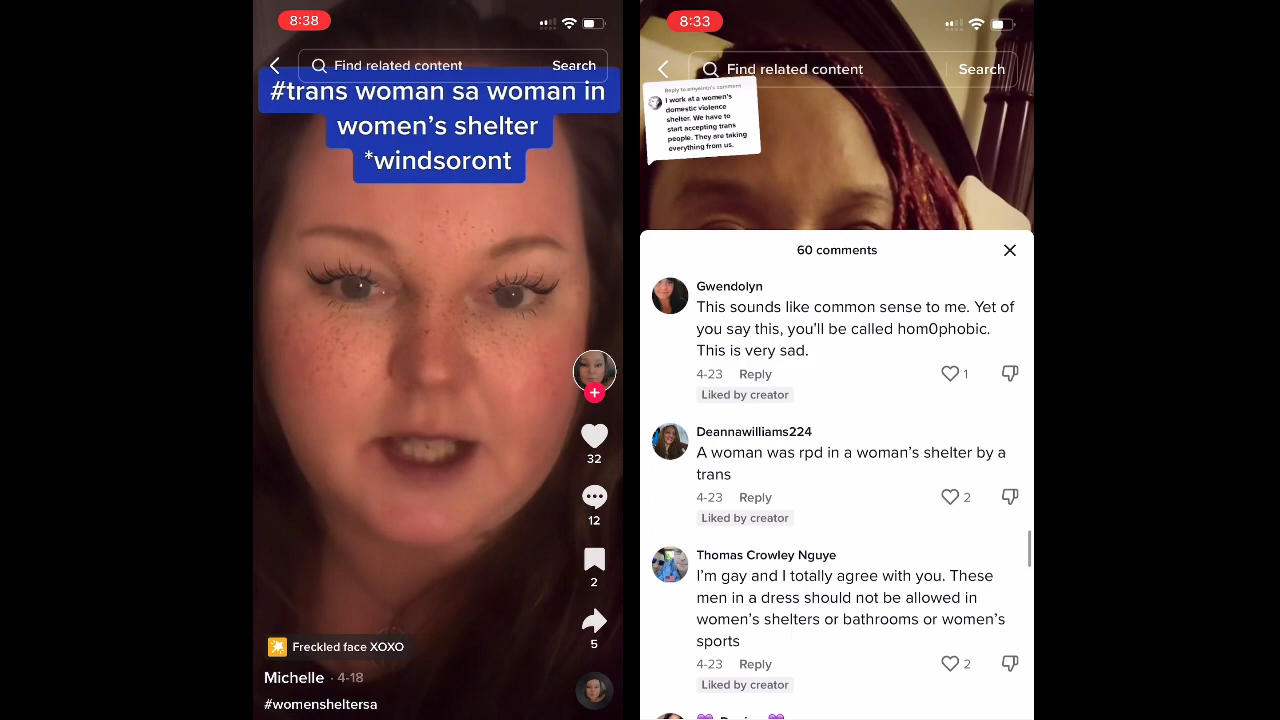 8:38
Find related content
Search
#trans woman sa woman in
women's shelter
*windsoront
32
12
2
5
Freckled face XOXO
Michelle · 4-18
#womensheltersa
8:33
Find related content
Search
Reply to comment
I work at a women's
domestic violence
shelter. We have to
start accepting trans
people. They are taking
everything from us.
60 comments
Gwendolyn
This sounds like common sense to me. Yet of
you say this, you'll be called hom0phobic.
This is very sad.
4-23 Reply
1
Liked by creator
Deannawilliams224
A woman was rpd in a woman's shelter by a
trans
4-23 Reply
2
Liked by creator
Thomas Crowley Nguye
I'm gay and I totally agree with you. These
men in a dress should not be allowed in
women's shelters or bathrooms or women's
sports
4-23 Reply
2
Liked by creator